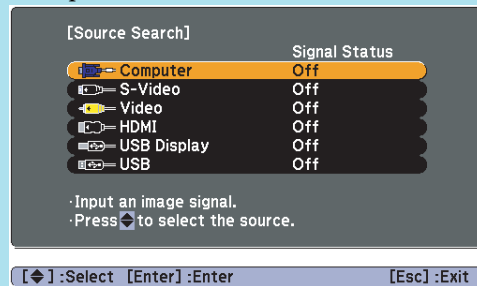 [Source Search]
Signal Status
Computer Off
S-Video Off
Video Off
HDMI Off
USB Display Off
USB Off
·Input an image signal.
·Press to select the source.
[ ] :Select [Enter] :Enter [Esc] :Exit